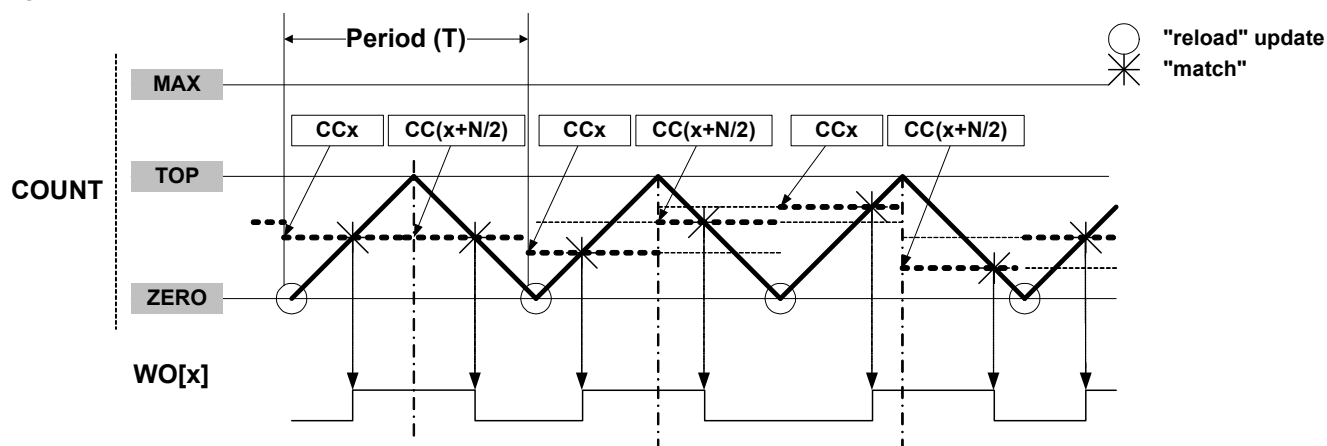 Period (T)
"reload" update
"match"
MAX
CCx
CC(x+N/2)
CCx
CC(x+N/2)
CCx
CC(x+N/2)
TOP
COUNT
ZERO
WO[x]